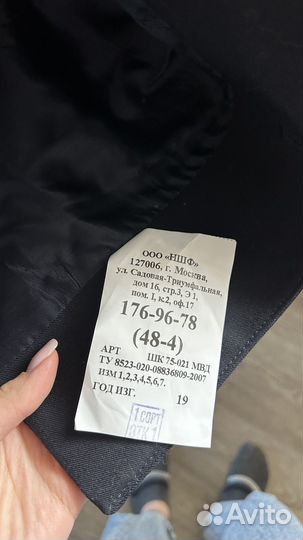 ООО «НШФ»
127006, г. Москва,
ул. Садовая-Триумфальная,
дом 16, стр.3, Э 1,
пом. 1, к.2, оф.17
176-96-78
(48-4)
АРТ ШК 75-021 МВД
ТУ 8523-020-08836809-2007
ИЗМ 1,2,3,4,5,6,7.
ГОД ИЗГ. 19
1 СОРТ
ОТК 1
Avito